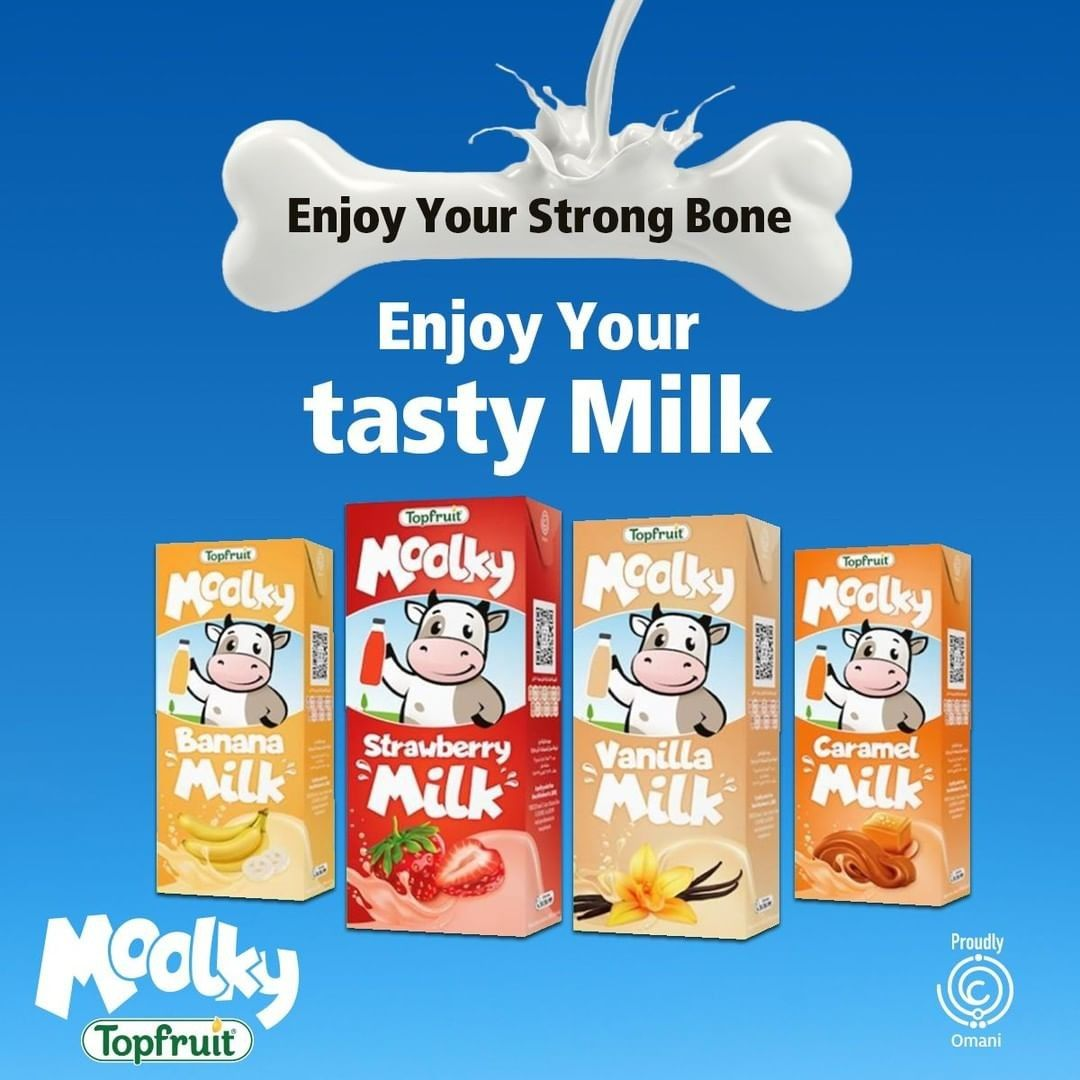 Enjoy Your Strong Bone
Enjoy Your
tasty Milk
Topfruit
Moolky
Banana
Milk
Topfruit
Moolky
Strawberry
Milk
Topfruit
Moolky
Vanilla
Milk
Topfruit
Moolky
Caramel
Milk
Moolky
Topfruit
Proudly
Omani